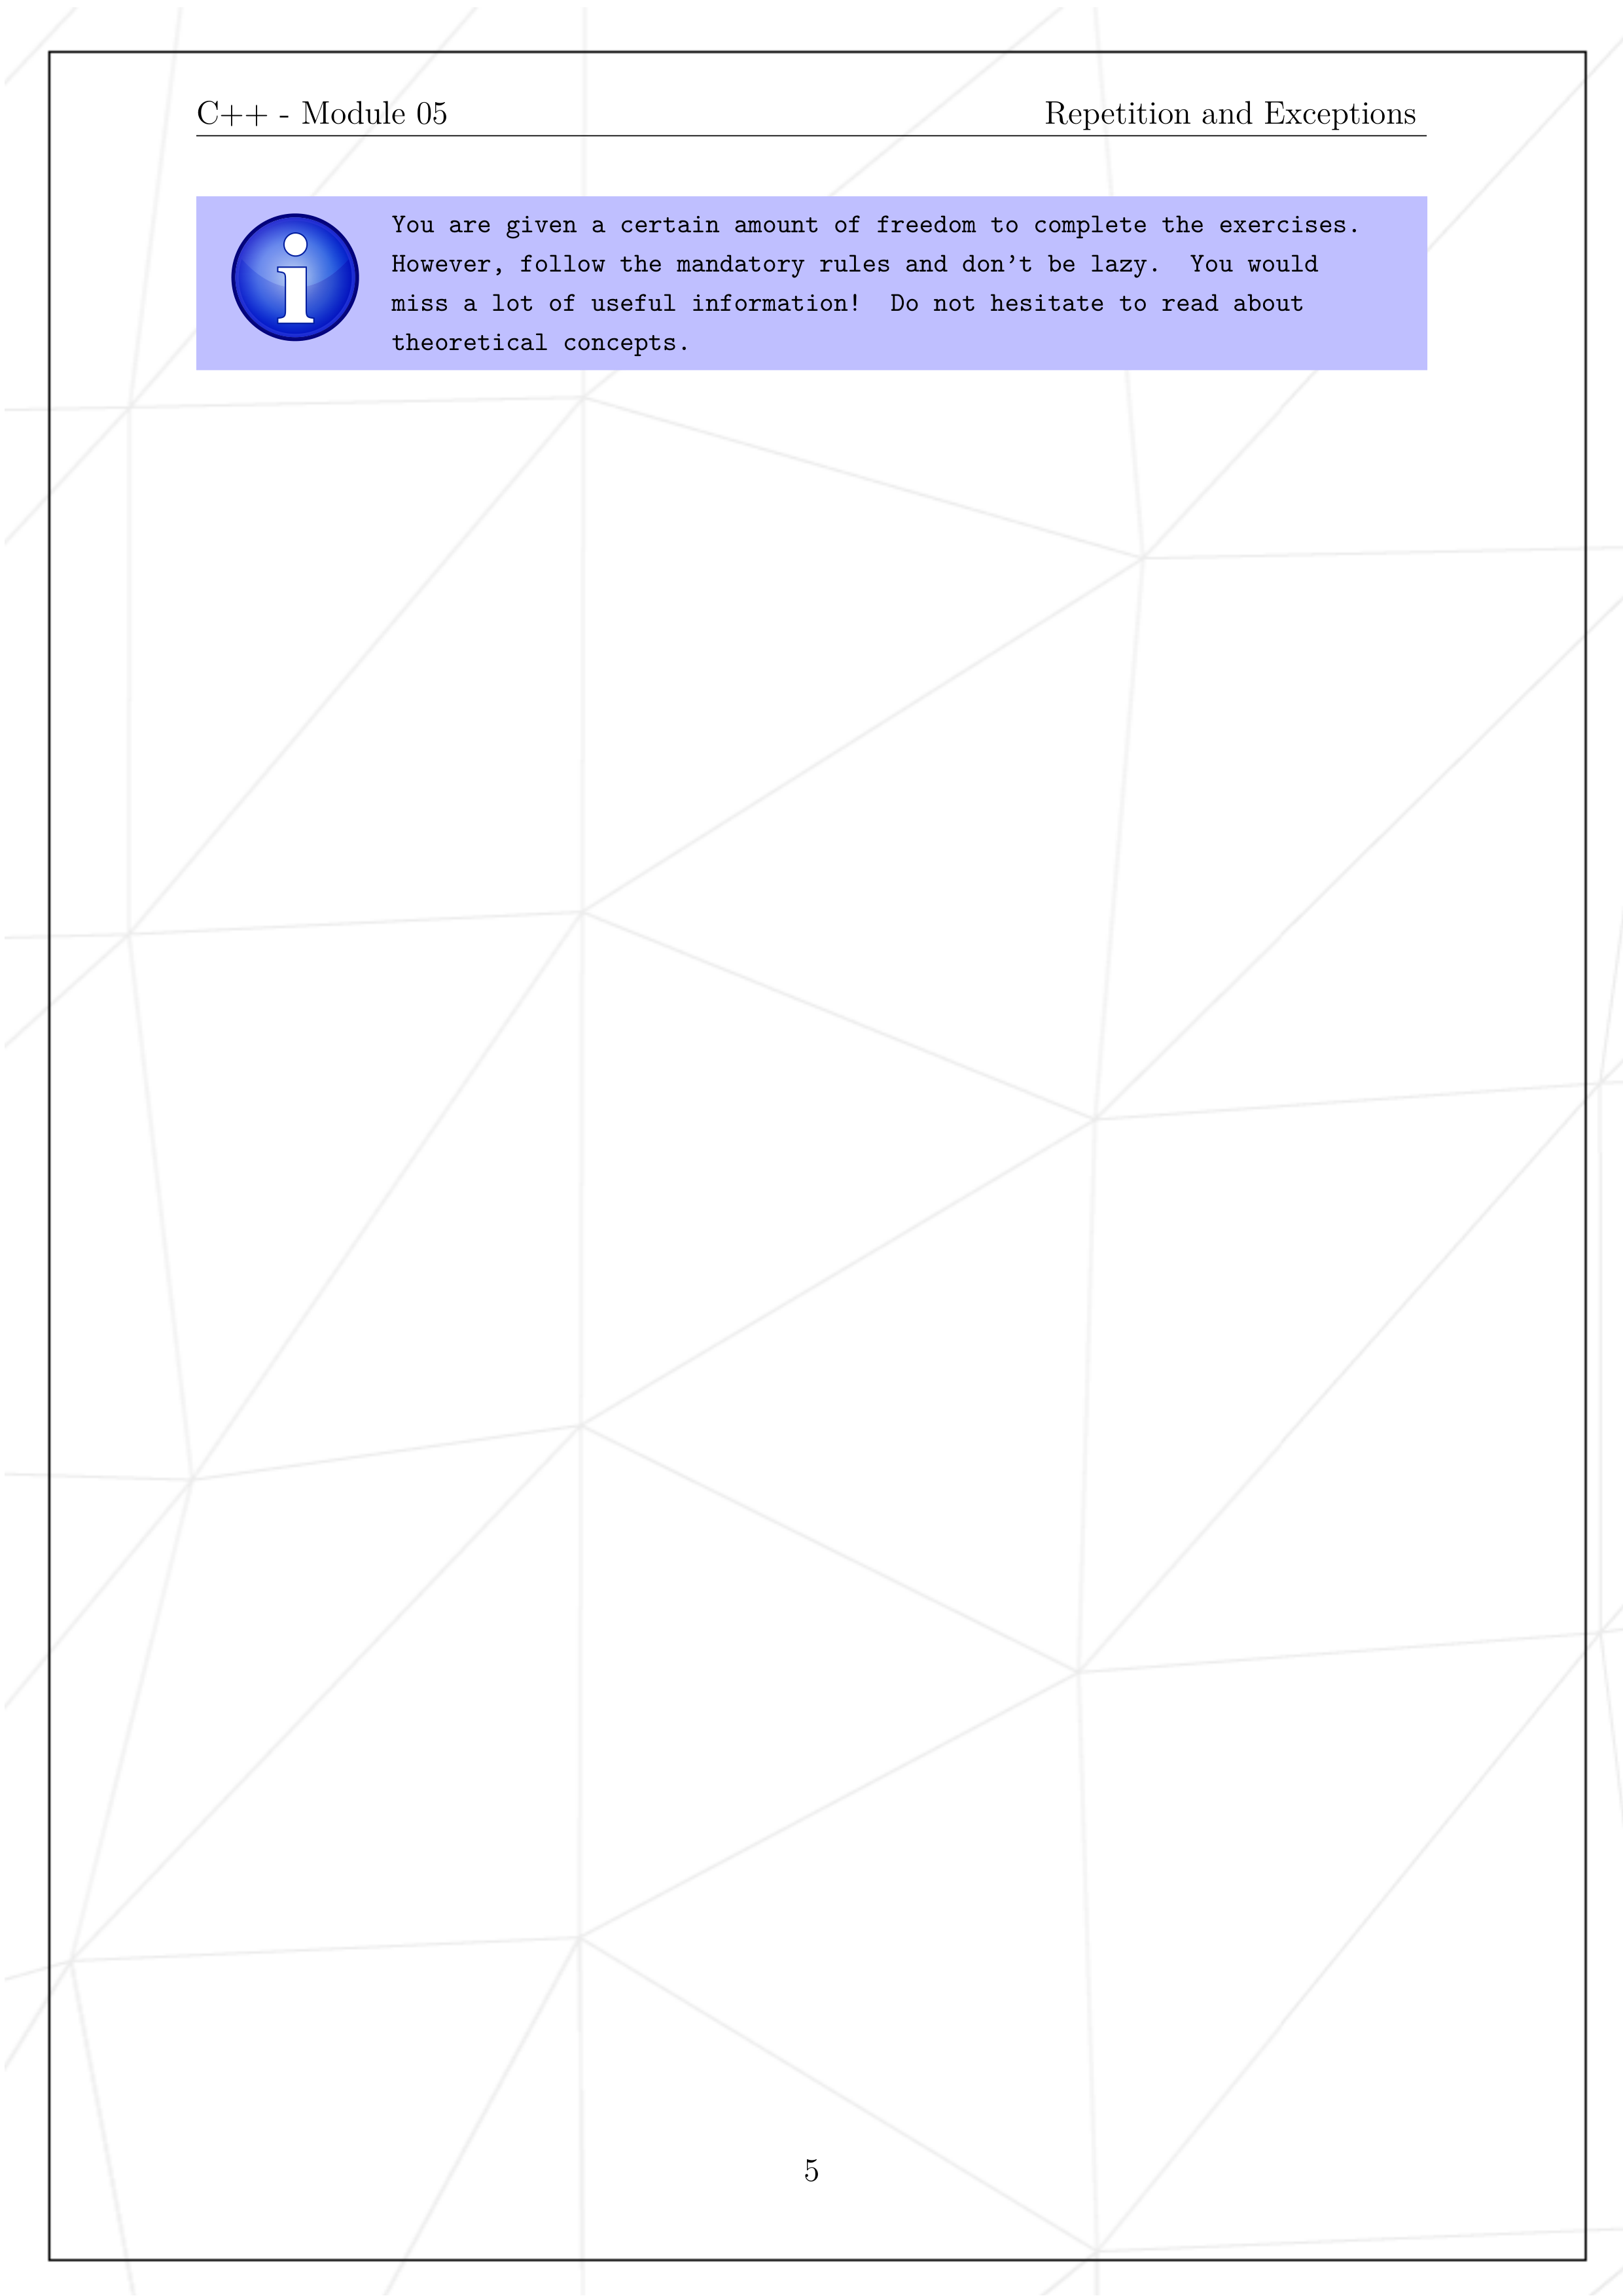 C++ - Module 05 Repetition and Exceptions
You are given a certain amount of freedom to complete the exercises.
However, follow the mandatory rules and don't be lazy. You would
miss a lot of useful information! Do not hesitate to read about
theoretical concepts.
5